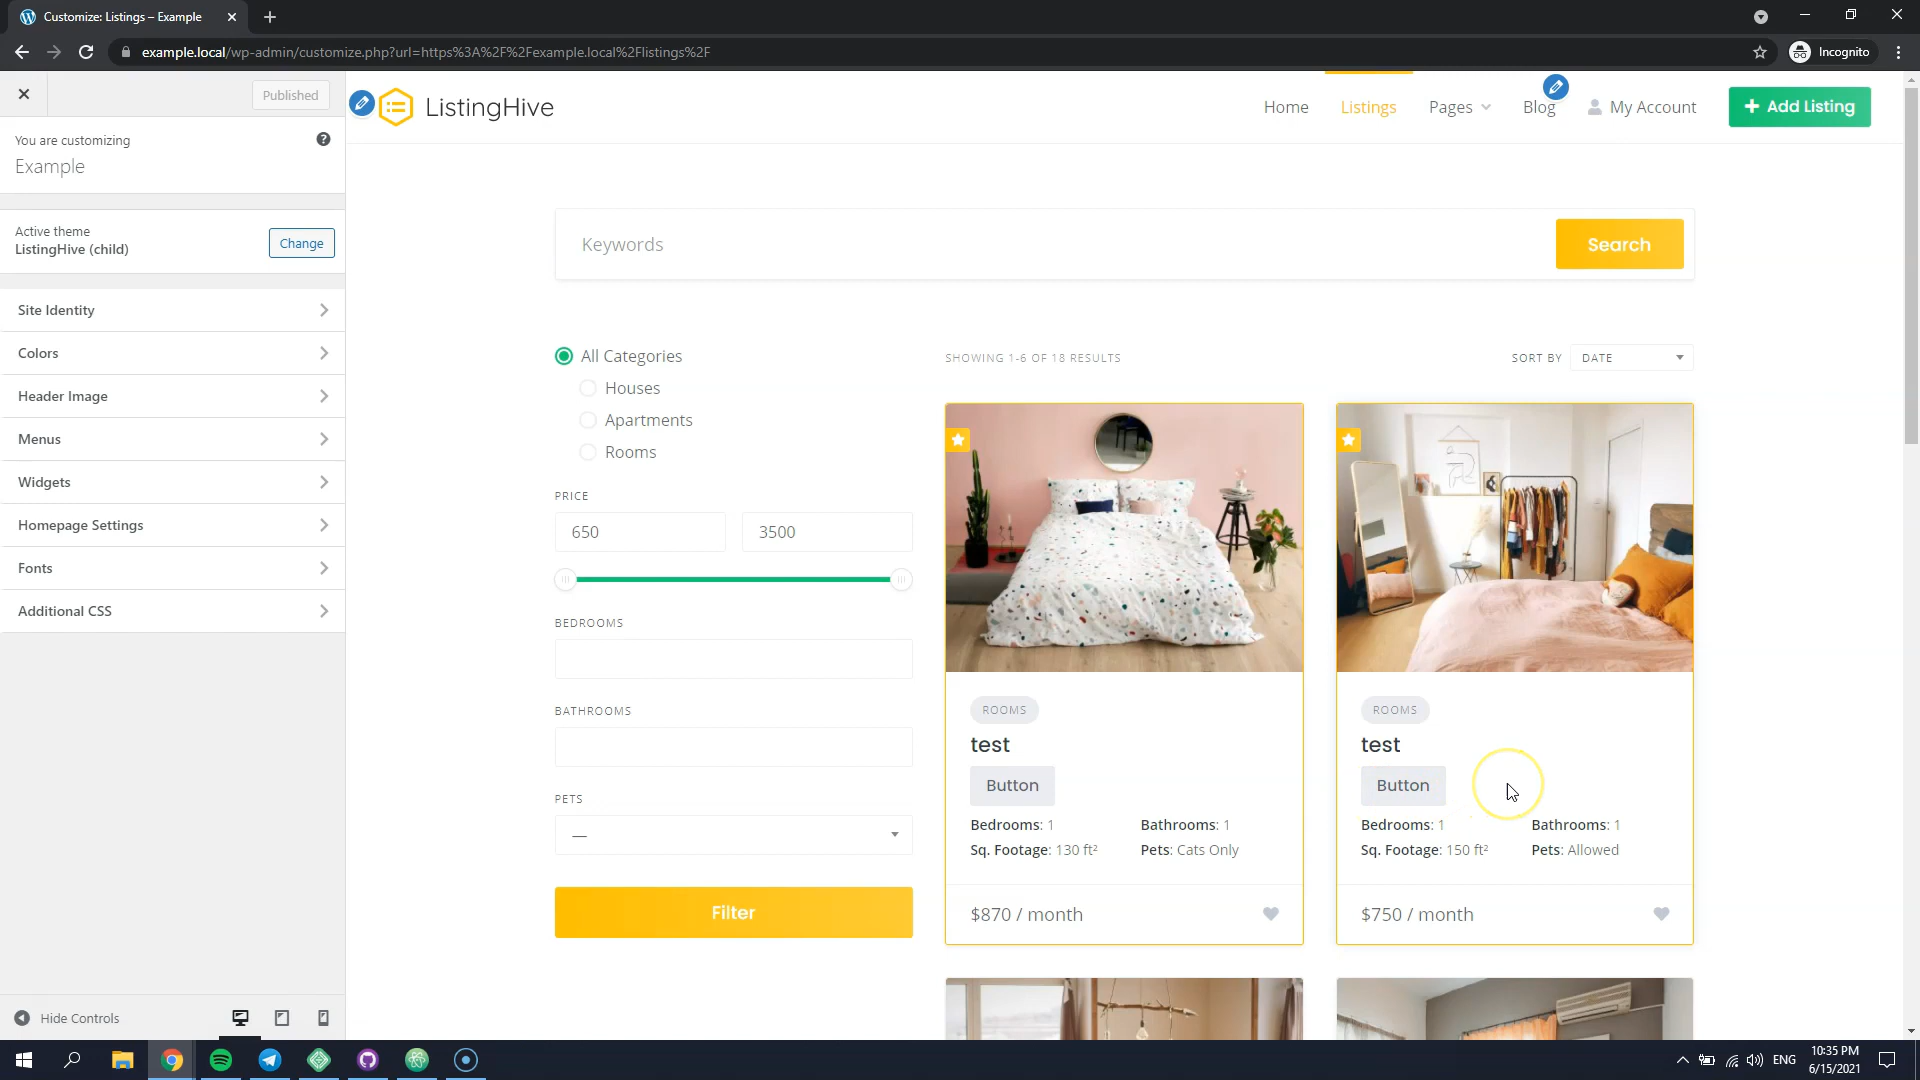 Customize: Listings – Example
example.local/wp-admin/customize.php?url=https%3A%2F%2Fexample.local%2Flistings%2F
Incognito
Published
You are customizing
Example
Active theme
ListingHive (child)
Change
Site Identity
Colors
Header Image
Menus
Widgets
Homepage Settings
Fonts
Additional CSS
Hide Controls
ListingHive
Home
Listings
Pages
Blog
My Account
Add Listing
Keywords
Search
All Categories
Houses
Apartments
Rooms
PRICE
650
3500
BEDROOMS
BATHROOMS
PETS
—
Filter
SHOWING 1-6 OF 18 RESULTS
SORT BY
DATE
ROOMS
test
Button
Bedrooms: 1
Bathrooms: 1
Sq. Footage: 130 ft²
Pets: Cats Only
$870 / month
ROOMS
test
Button
Bedrooms: 1
Bathrooms: 1
Sq. Footage: 150 ft²
Pets: Allowed
$750 / month
ENG
10:35 PM
6/15/2021